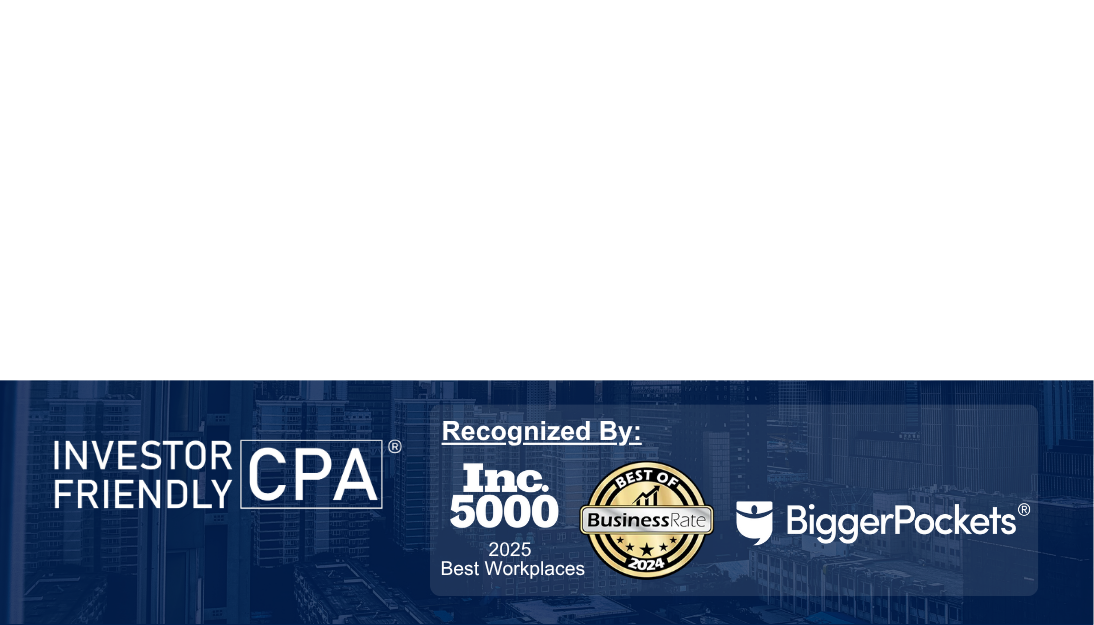 INVESTOR
FRIENDLY
CPA®
Recognized By:
Inc.
5000
2025
Best Workplaces
BEST OF
BusinessRate
2024
BiggerPockets®